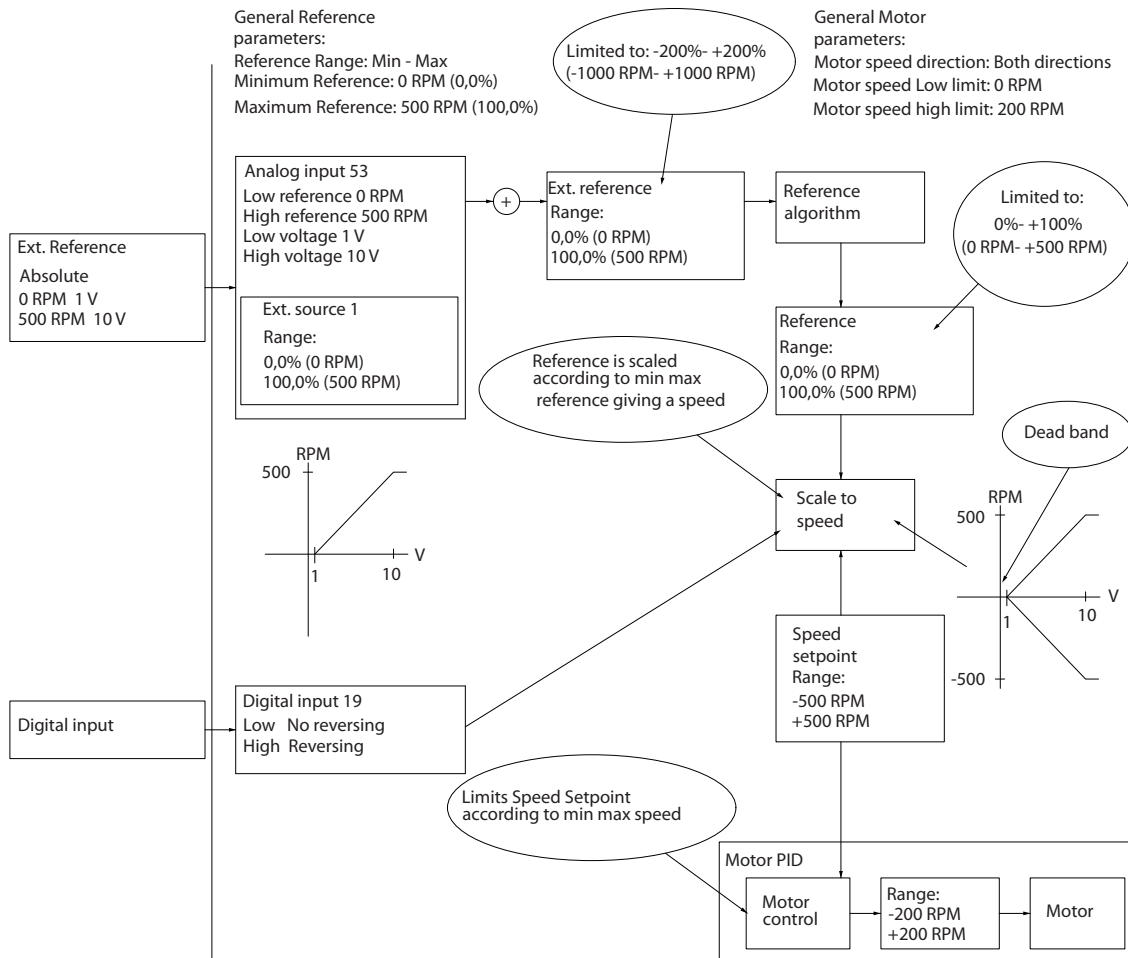 General Reference
parameters:
Reference Range: Min - Max
Minimum Reference: 0 RPM (0,0%)
Maximum Reference: 500 RPM (100,0%)
Limited to: -200%- +200%
(-1000 RPM- +1000 RPM)
General Motor
parameters:
Motor speed direction: Both directions
Motor speed Low limit: 0 RPM
Motor speed high limit: 200 RPM
Ext. Reference
Absolute
0 RPM 1 V
500 RPM 10 V
Analog input 53
Low reference 0 RPM
High reference 500 RPM
Low voltage 1 V
High voltage 10 V
Ext. source 1
Range:
0,0% (0 RPM)
100,0% (500 RPM)
+
Ext. reference
Range:
0,0% (0 RPM)
100,0% (500 RPM)
Reference
algorithm
Limited to:
0%- +100%
(0 RPM- +500 RPM)
Reference
Range:
0,0% (0 RPM)
100,0% (500 RPM)
Reference is scaled
according to min max
reference giving a speed
Dead band
RPM
500
1
10
V
Scale to
speed
RPM
500
1
10
V
-500
Speed
setpoint
Range:
-500 RPM
+500 RPM
Digital input
Digital input 19
Low No reversing
High Reversing
Limits Speed Setpoint
according to min max speed
Motor PID
Motor
control
Range:
-200 RPM
+200 RPM
Motor